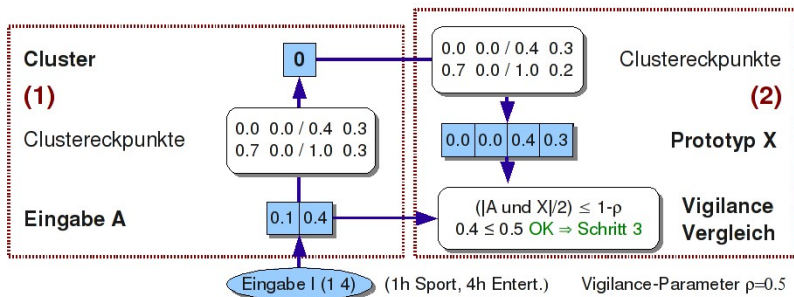 Cluster
(1)
Clustereckpunkte
Eingabe A
0
0.0 0.0 / 0.4 0.3
0.7 0.0 / 1.0 0.3
0.1 0.4
Eingabe I (1 4)
(1h Sport, 4h Entert.)
0.0 0.0 / 0.4 0.3
0.7 0.0 / 1.0 0.2
Clustereckpunkte
(2)
0.0 0.0 0.4 0.3
Prototyp X
(|A und X|/2) ≤ 1-ρ
0.4 ≤ 0.5 OK ⇒ Schritt 3
Vigilance
Vergleich
Vigilance-Parameter ρ=0.5